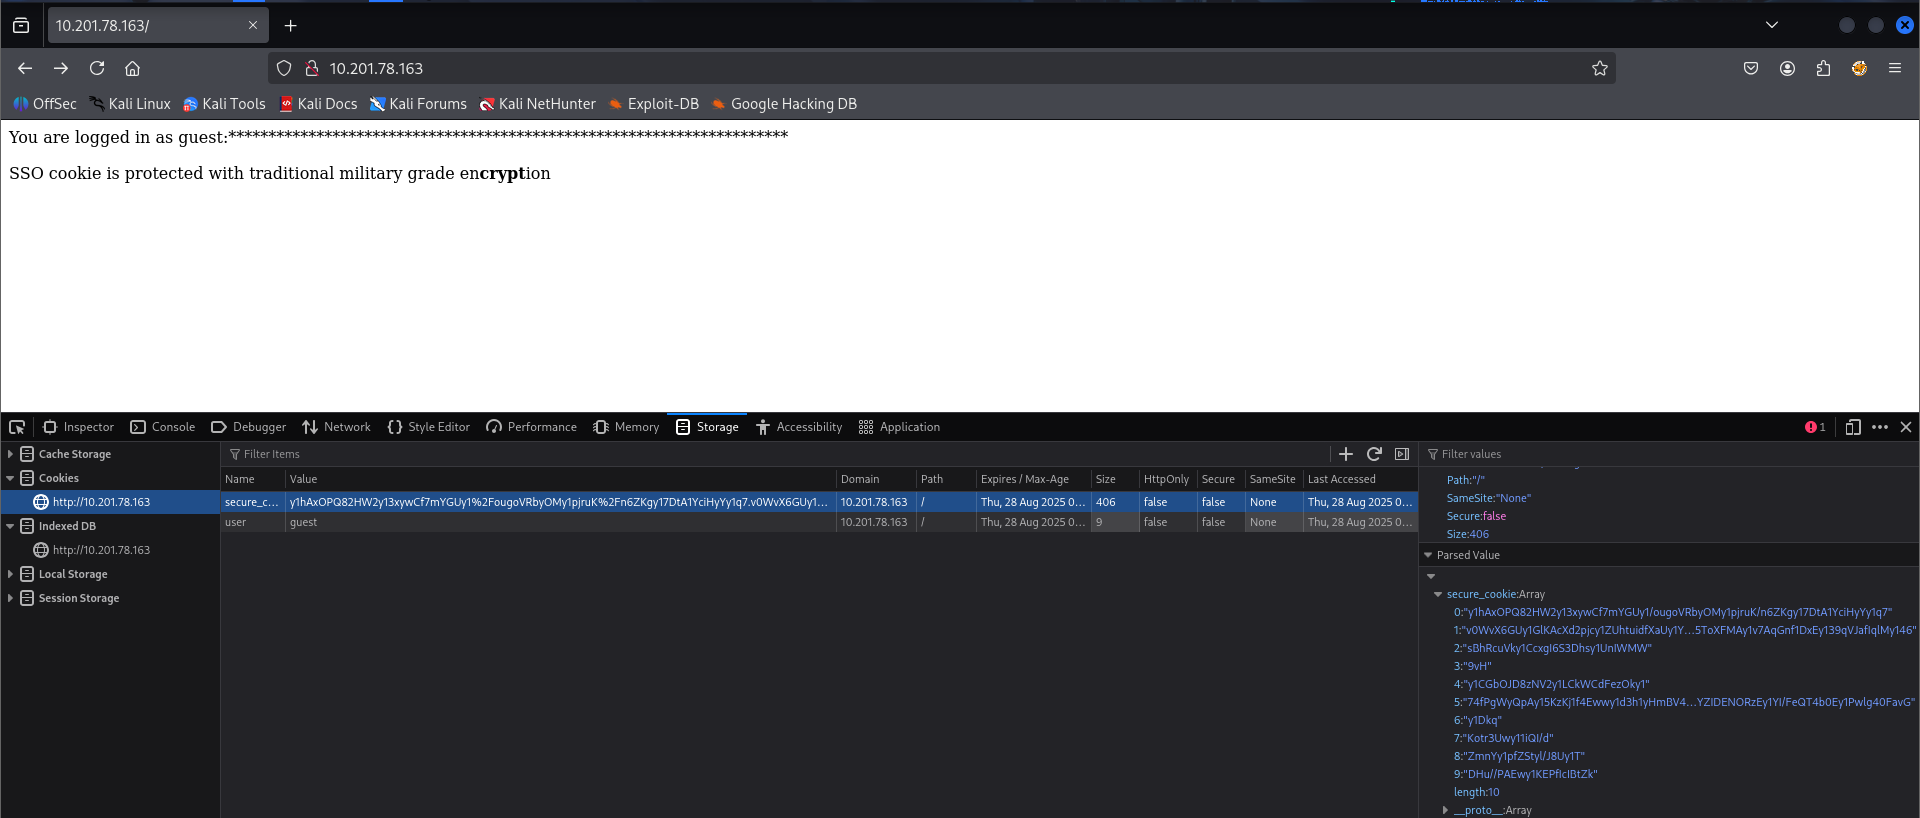 10.201.78.163/
10.201.78.163
OffSec Kali Linux Kali Tools Kali Docs Kali Forums Kali NetHunter Exploit-DB Google Hacking DB
You are logged in as guest:**********************************************************************
SSO cookie is protected with traditional military grade encryption
Inspector Console Debugger Network Style Editor Performance Memory Storage Accessibility Application 1
Cache Storage
Cookies
http://10.201.78.163
Indexed DB
http://10.201.78.163
Local Storage
Session Storage
Filter Items
Name Value Domain Path Expires / Max-Age Size HttpOnly Secure SameSite Last Accessed
secure_c... y1hAxOPQ82HW2y13xywCf7mYGUy1%2FougoVRbyOMy1pjruK%2Fn6ZKgy17DtA1YciHyYy1q7.v0WvX6GUy1... 10.201.78.163 / Thu, 28 Aug 2025 0... 406 false false None Thu, 28 Aug 2025 0...
user guest 10.201.78.163 / Thu, 28 Aug 2025 0... 9 false false None Thu, 28 Aug 2025 0...
Filter values
Path:"/"
SameSite:"None"
Secure:false
Size:406
Parsed Value
secure_cookie:Array
0:"y1hAxOPQ82HW2y13xywCf7mYGUy1/ougoVRbyOMy1pjruK/n6ZKgy17DtA1YciHyYy1q7"
1:"v0WvX6GUy1GlKAcXd2pjcy1ZUhtuidfXaUy1Y...5ToXFMAy1v7AqGnf1DxEy139qVJafIqlMy146"
2:"sBhRcuVky1CcxgI6S3Dhsy1UnIWMW"
3:"9vH"
4:"y1CGbOJD8zNV2y1LCkWCdFezOky1"
5:"74fPgWyQpAy15KzKj1f4Ewwy1d3h1yHmBV4...YZIDENORzEy1YI/FeQT4b0Ey1Pwlg40FavG"
6:"y1Dkq"
7:"Kotr3Uwy11iQI/d"
8:"ZmnYy1pfZStyl/J8Uy1T"
9:"DHu//PAEwy1KEPfIcIBtZk"
length:10
__proto__:Array